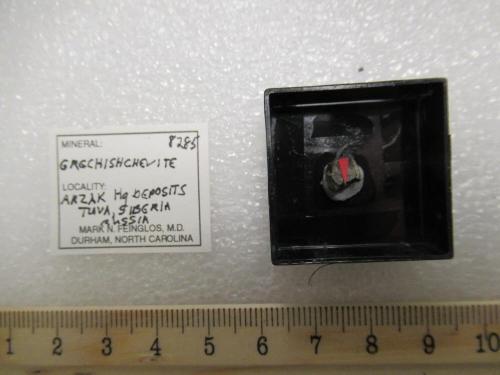 MINERAL: 8285
GRECHISHCHEVITE
LOCALITY:
ARZAK Hg DEPOSITS
TUVA, SIBERIA
RUSSIA
MARK N. FEINGLOS, M.D.
DURHAM, NORTH CAROLINA
1 2 3 4 5 6 7 8 9 10